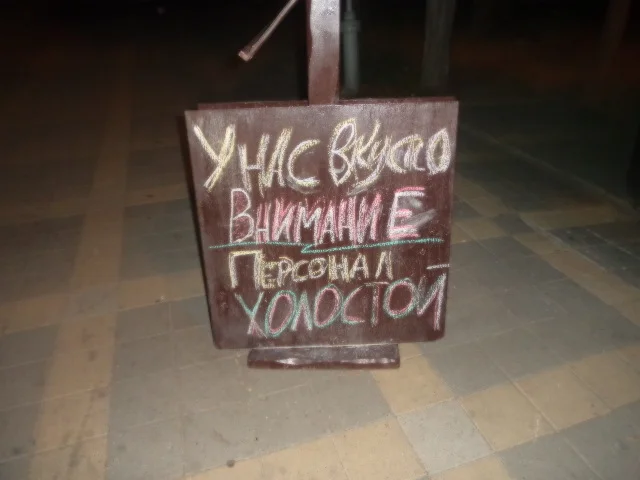 У нас вкусно
Внимание
Персонал
холостой